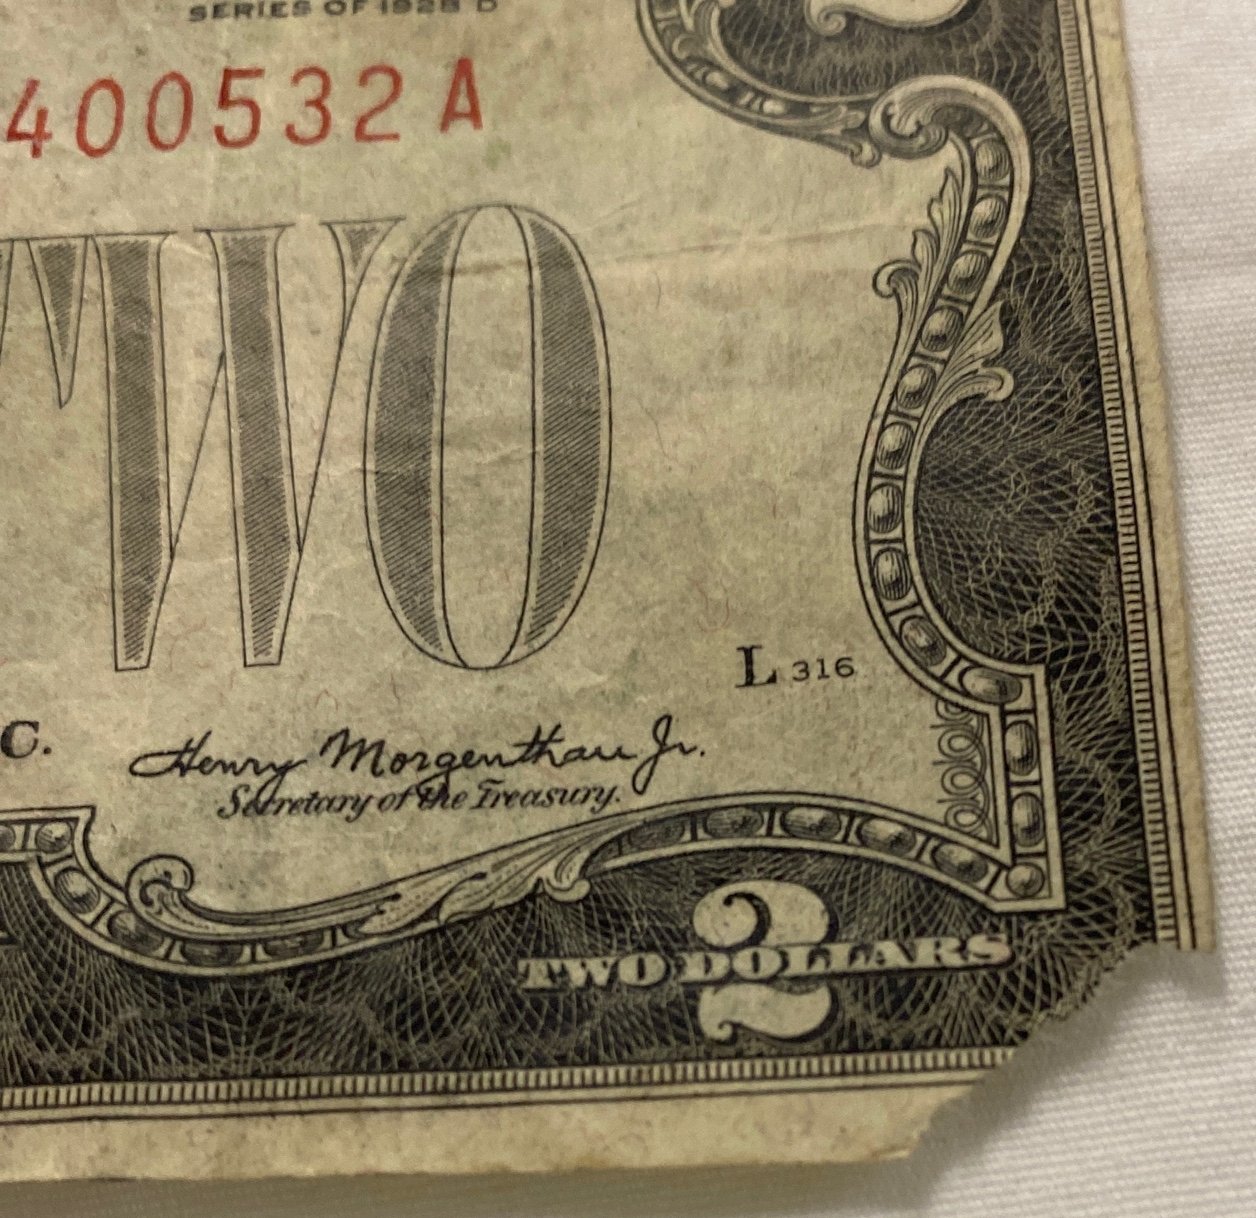 SERIES OF 1928 D
400532 A
TWO
L 316
C.
Henry Morgenthau Jr.
Secretary of the Treasury.
2
TWO DOLLARS